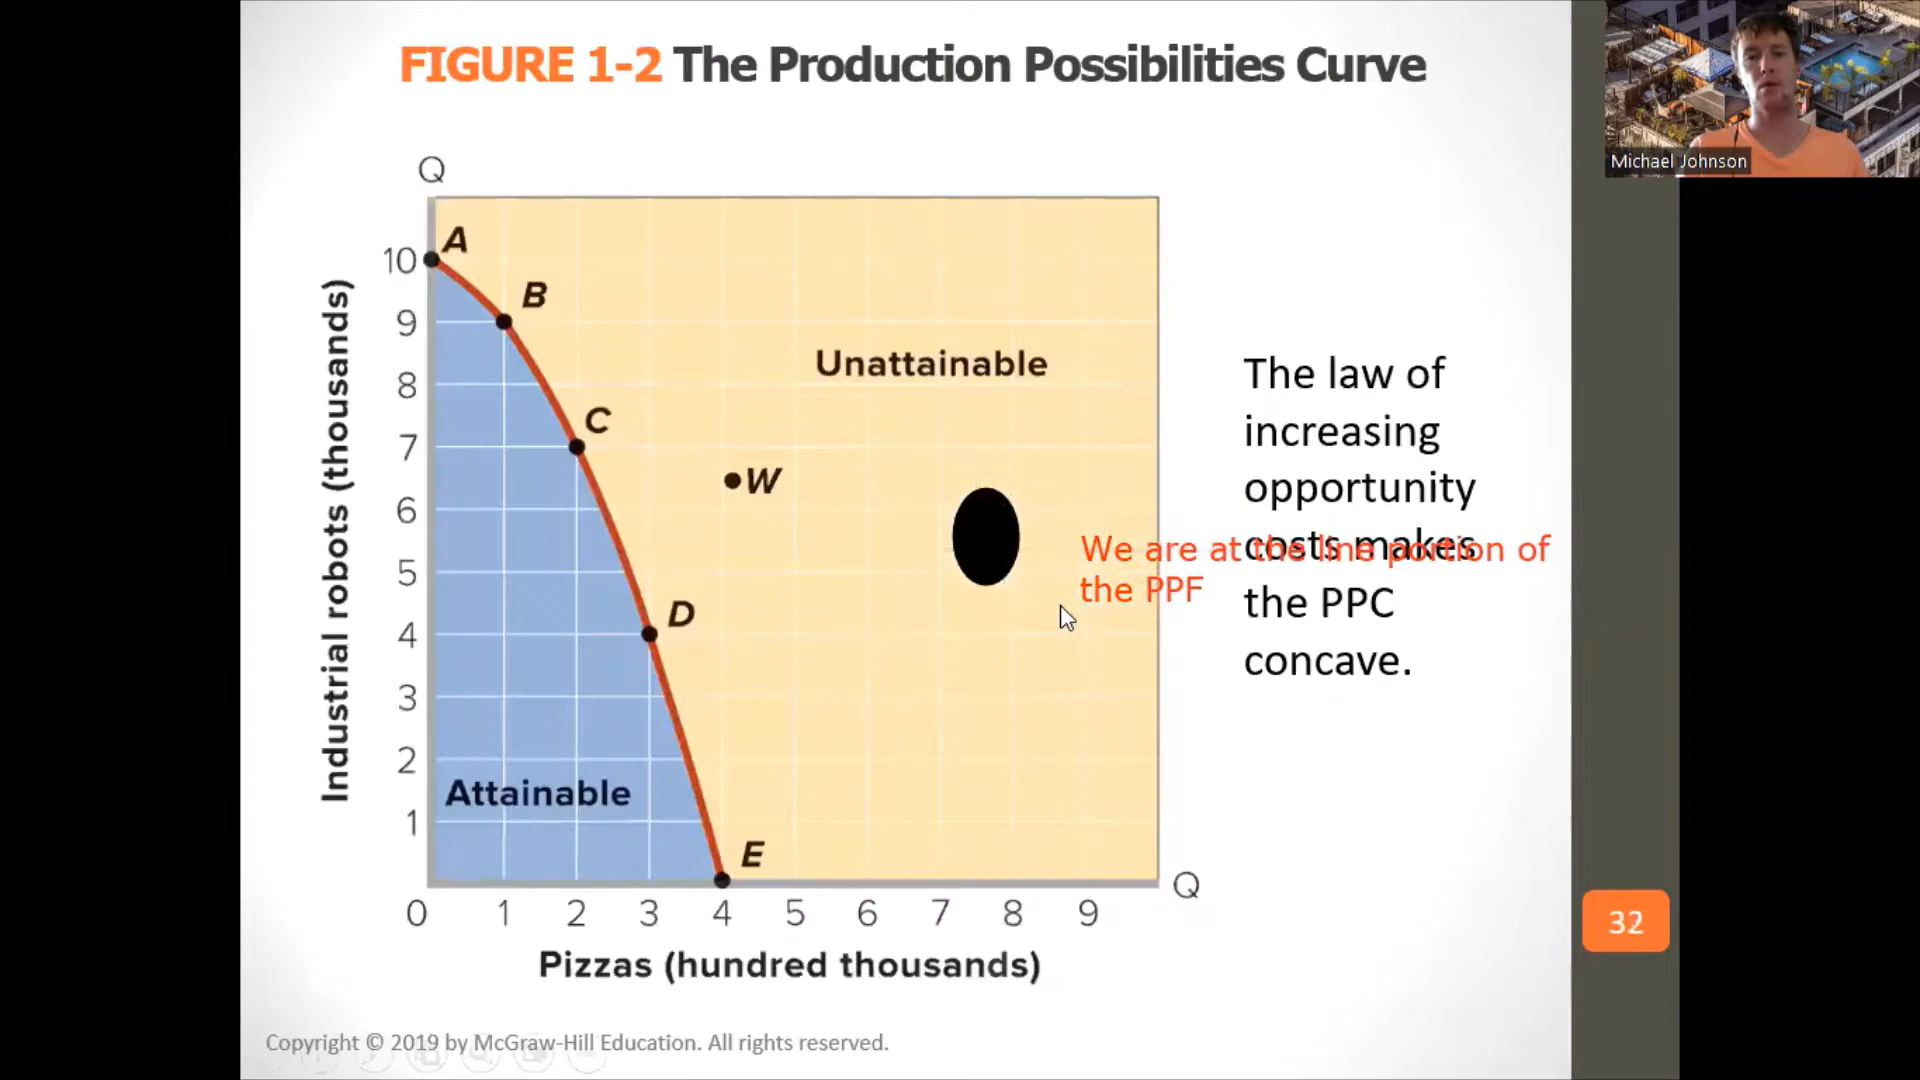 FIGURE 1-2 The Production Possibilities Curve
Michael Johnson
Q
10
9
8
7
6
5
4
3
2
1
Industrial robots (thousands)
A
B
C
D
E
W
Unattainable
Attainable
0 1 2 3 4 5 6 7 8 9
Q
Pizzas (hundred thousands)
The law of
increasing
opportunity
costs makes
the PPC
concave.
We are at the line portion of
the PPF
32
Copyright © 2019 by McGraw-Hill Education. All rights reserved.